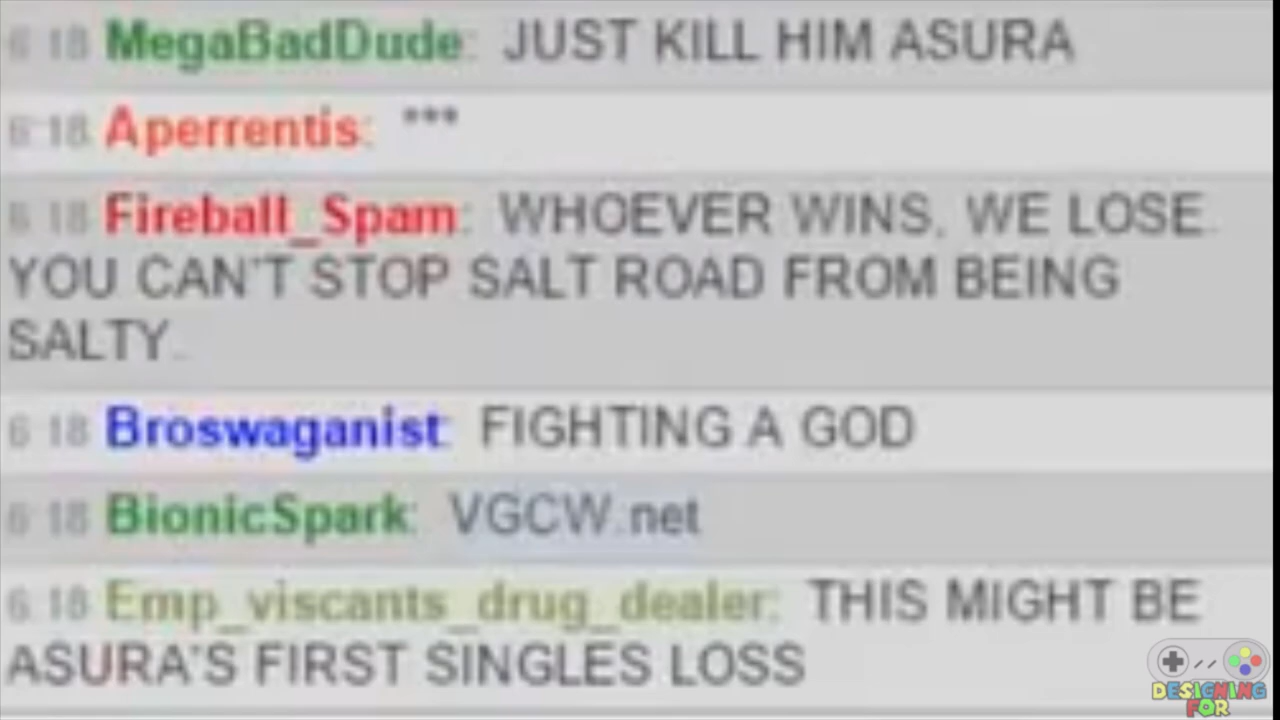 6:18 MegaBadDude: JUST KILL HIM ASURA
6:18 Aperrentis: ***
6:18 Fireball_Spam: WHOEVER WINS, WE LOSE.
YOU CAN'T STOP SALT ROAD FROM BEING
SALTY.
6:18 Broswaganist: FIGHTING A GOD
6:18 BionicSpark: VGCW.net
6:18 Emp_viscants_drug_dealer: THIS MIGHT BE
ASURA'S FIRST SINGLES LOSS
DESIGNING
FOR